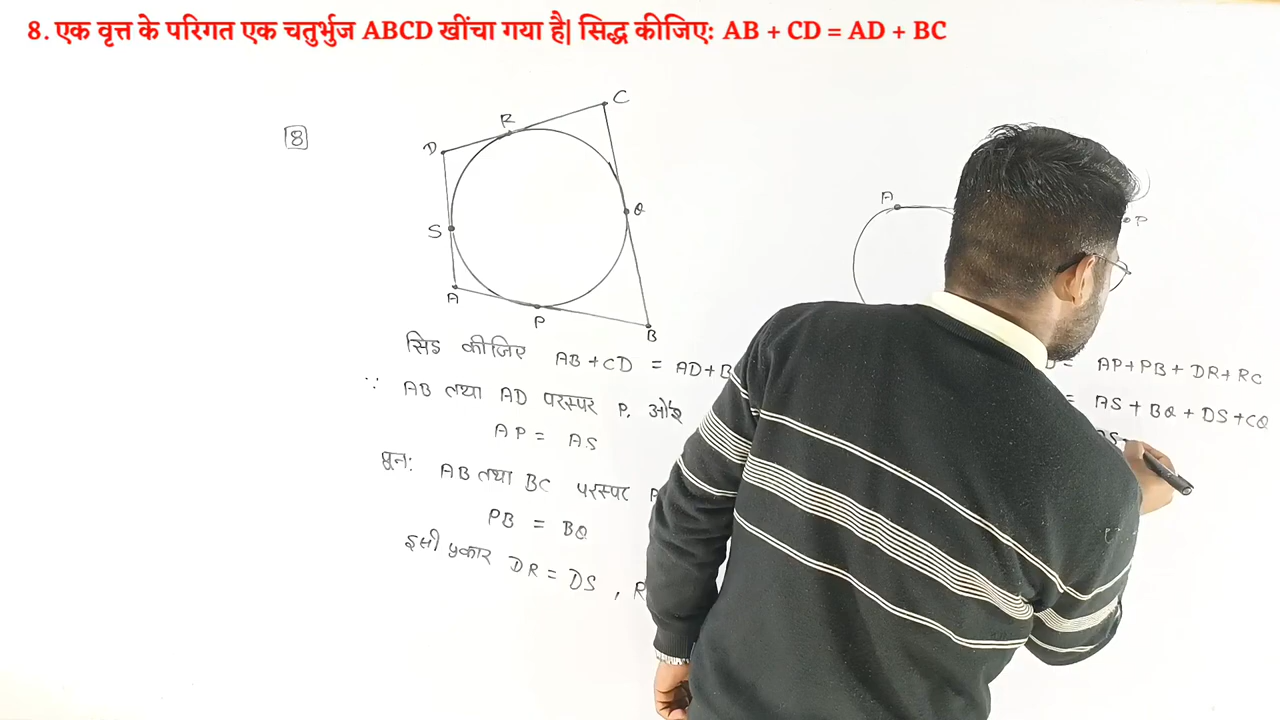 8. एक वृत्त के परिगत एक चतुर्भुज ABCD खींचा गया है| सिद्ध कीजिए: AB + CD = AD + BC
8
C
R
D
A
P
Q
S
A
P
B
सिद्ध कीजिए AB+CD = AD+B
∵ AB तथा AD परस्पर P. और
AP = AS
पुन: AB तथा BC परस्पर
PB = BQ
इसी प्रकार DR = DS , R
= AP+PB + DR+RC
= AS + BQ + DS+CQ